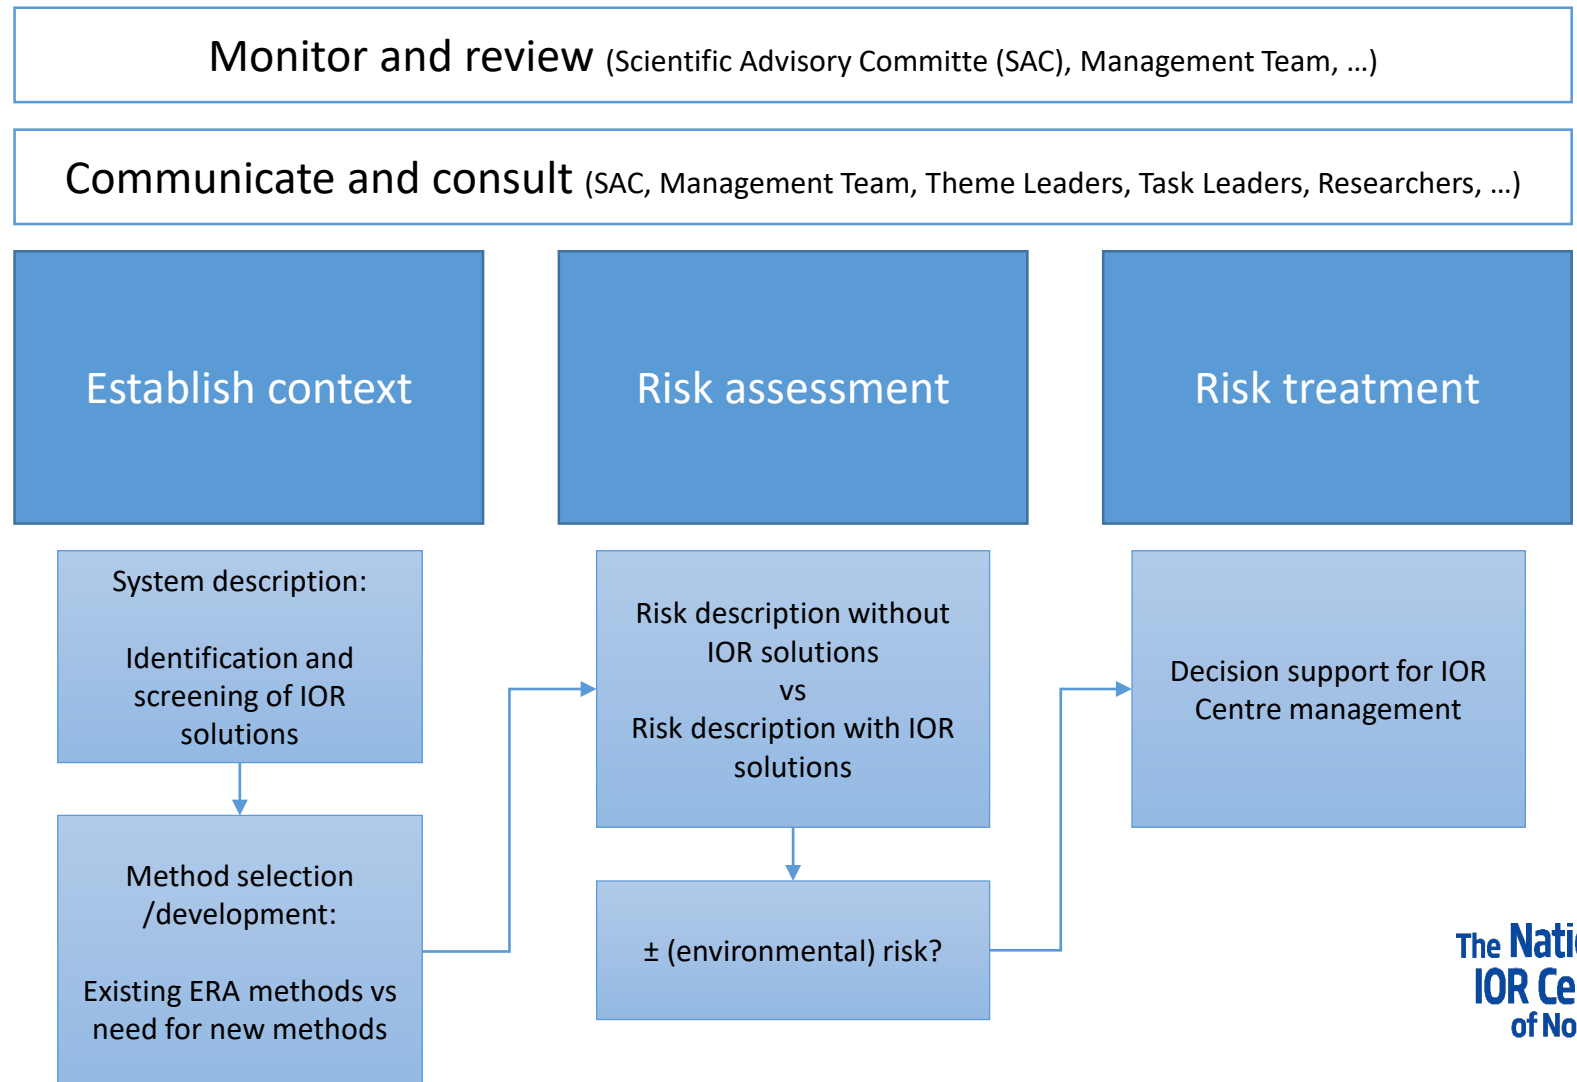 Monitor and review (Scientific Advisory Committe (SAC), Management Team, ...)
Communicate and consult (SAC, Management Team, Theme Leaders, Task Leaders, Researchers, ...)
Establish context
Risk assessment
Risk treatment
System description:
Identification and
screening of IOR
solutions
Method selection
/development:
Existing ERA methods vs
need for new methods
Risk description without
IOR solutions
vs
Risk description with IOR
solutions
± (environmental) risk?
Decision support for IOR
Centre management
The
IOR
of